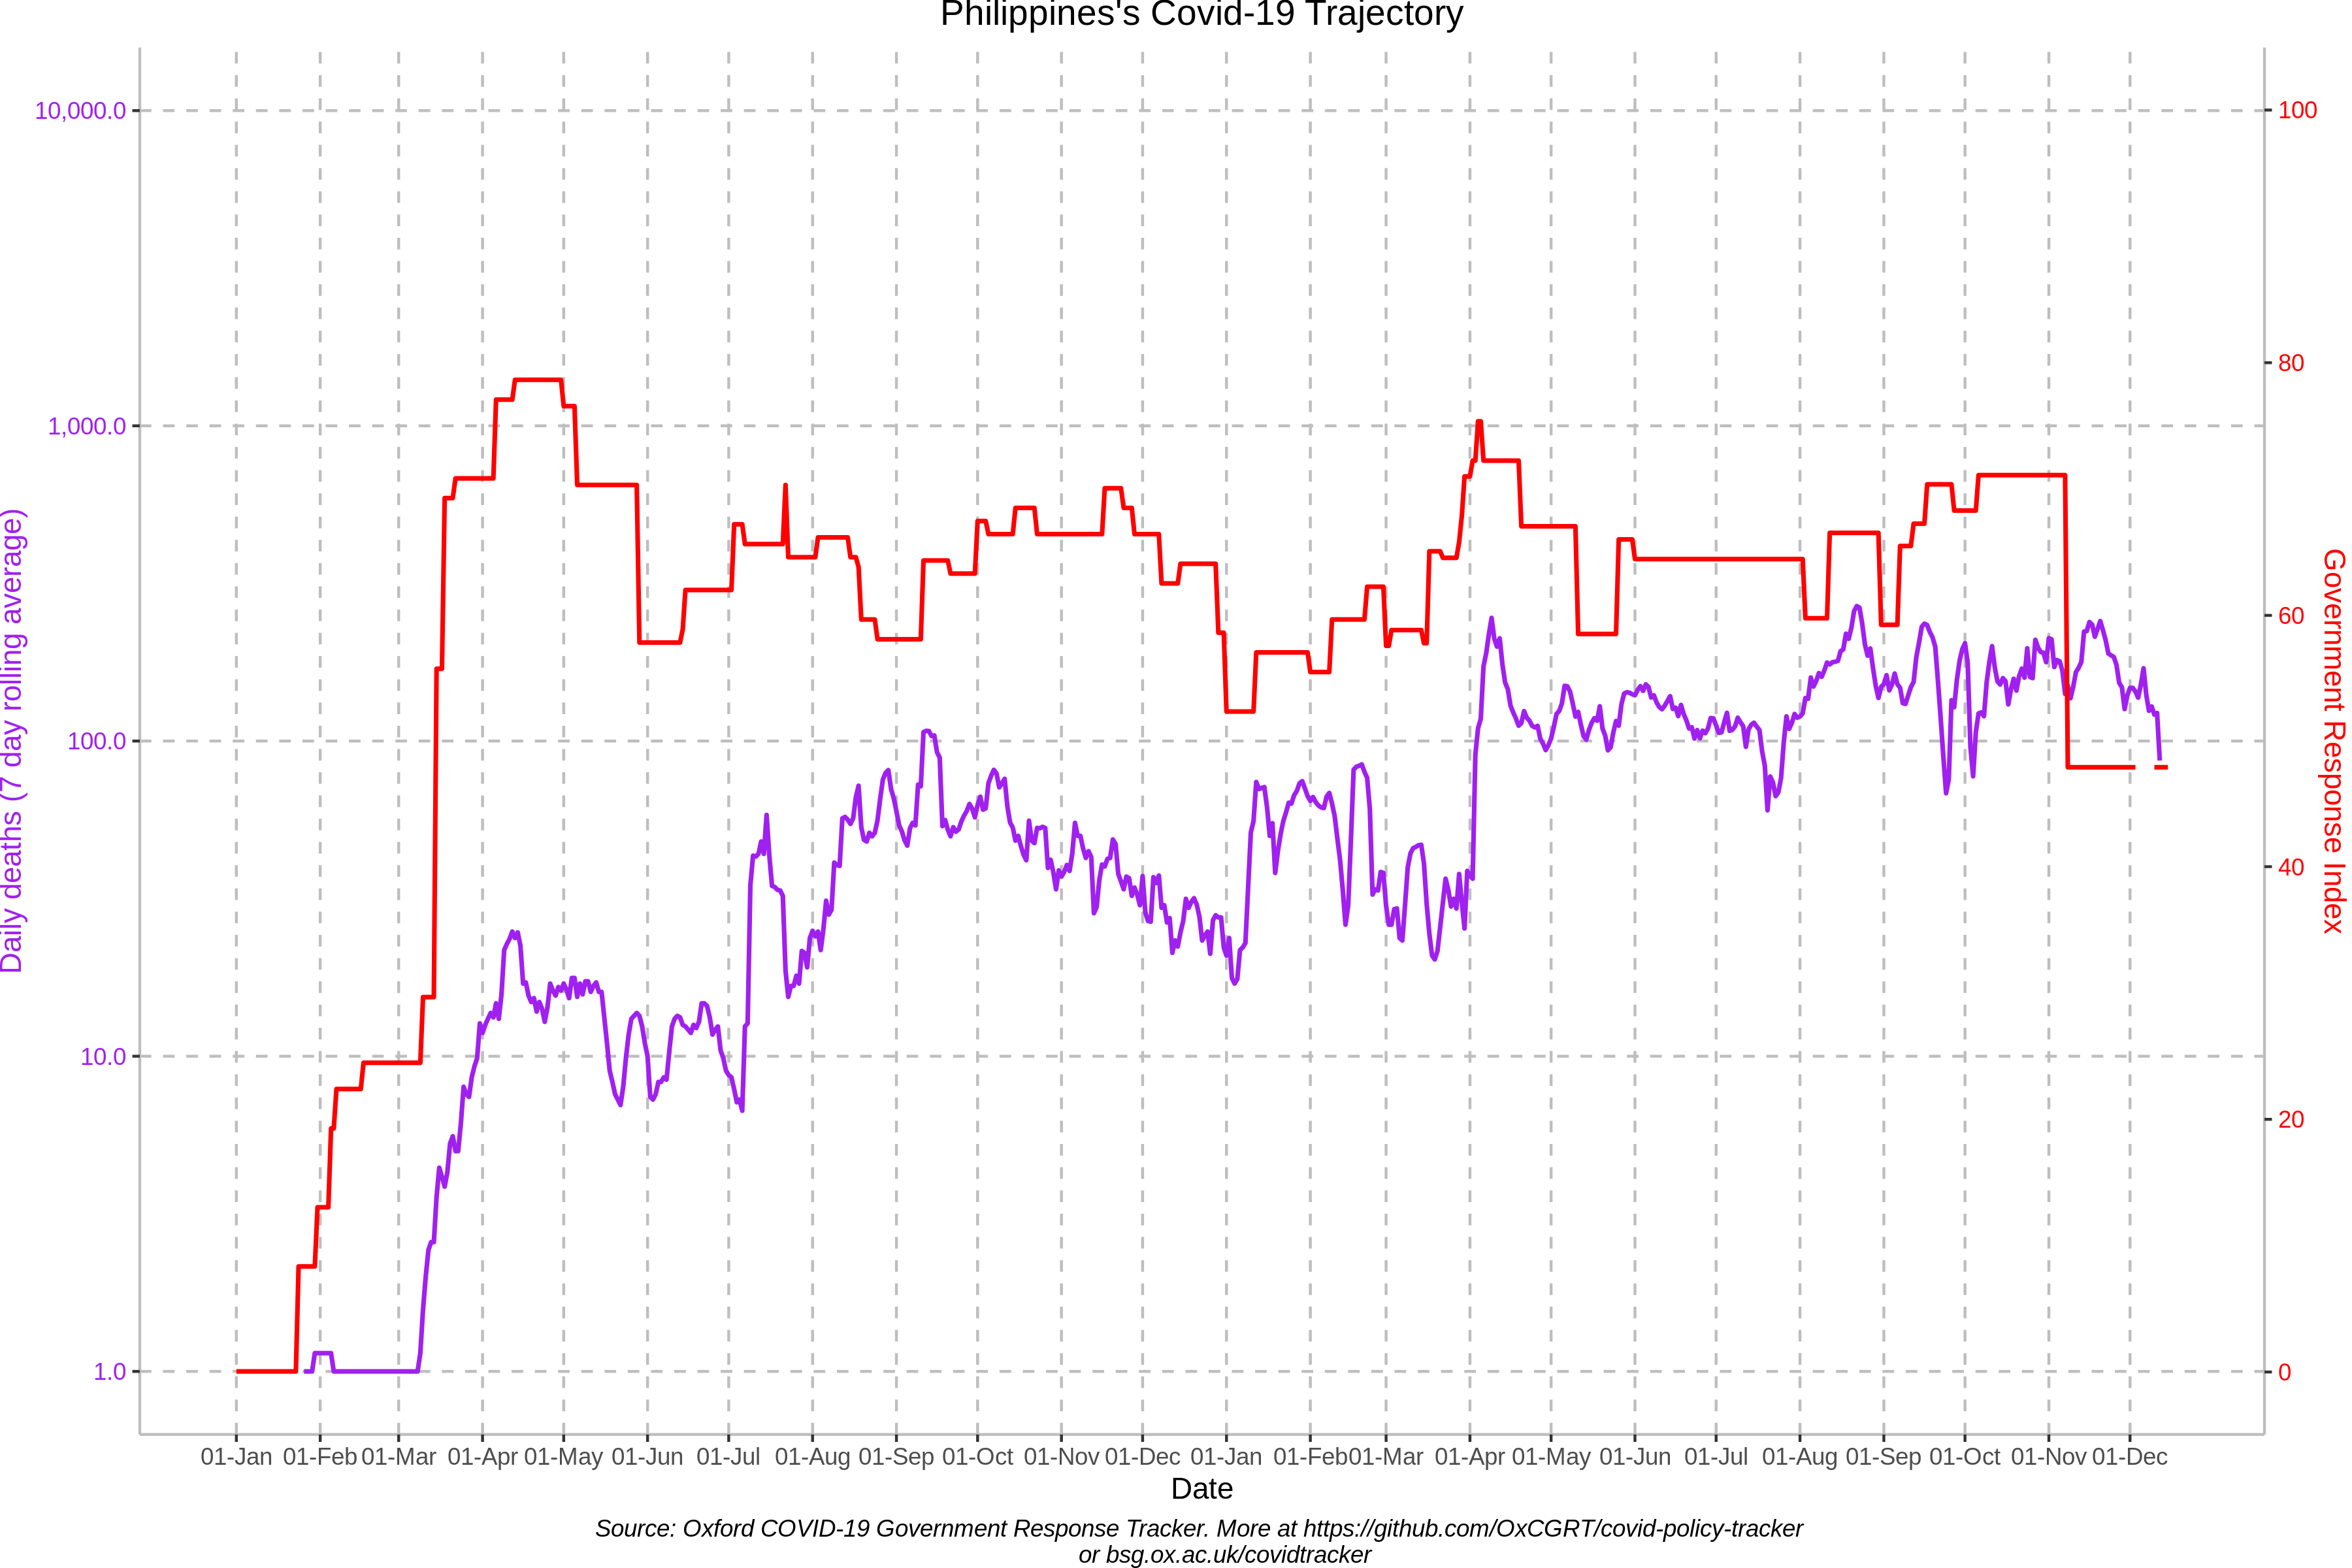 Philippines's Covid-19 Trajectory
10,000.0
1,000.0
100.0
10.0
1.0
Daily deaths (7 day rolling average)
100
80
60
40
20
0
Government Response Index
01-Jan 01-Feb 01-Mar 01-Apr 01-May 01-Jun 01-Jul 01-Aug 01-Sep 01-Oct 01-Nov 01-Dec 01-Jan 01-Feb 01-Mar 01-Apr 01-May 01-Jun 01-Jul 01-Aug 01-Sep 01-Oct 01-Nov 01-Dec
Date
Source: Oxford COVID-19 Government Response Tracker. More at https://github.com/OxCGRT/covid-policy-tracker
or bsg.ox.ac.uk/covidtracker